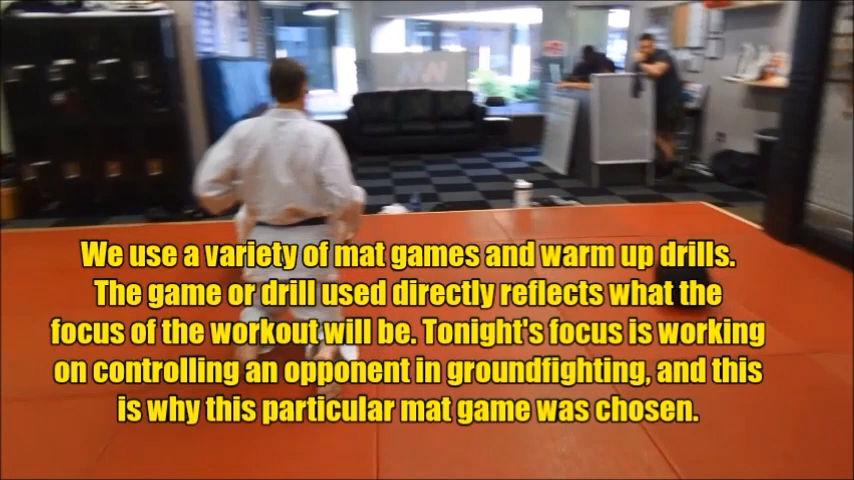 We use a variety of mat games and warm up drills.
The game or drill used directly reflects what the
focus of the workout will be. Tonight's focus is working
on controlling an opponent in groundfighting, and this
is why this particular mat game was chosen.